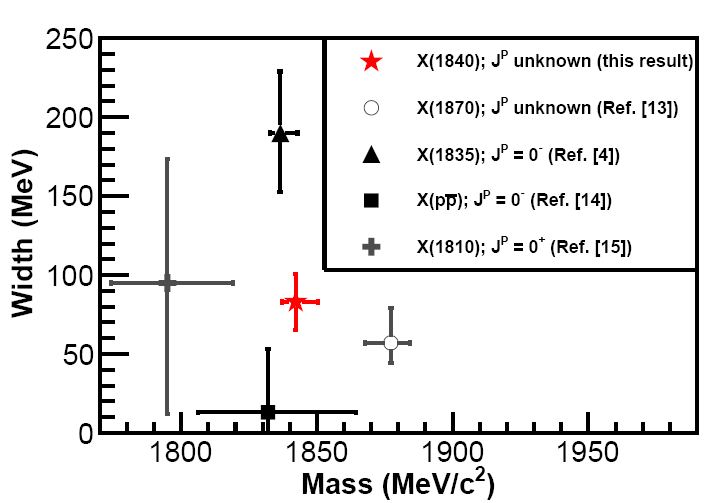 250
200
150
100
50
0
Width (MeV)
X(1840); J^P unknown (this result)
X(1870); J^P unknown (Ref. [13])
X(1835); J^P = 0^- (Ref. [4])
X(pp̅); J^P = 0^- (Ref. [14])
X(1810); J^P = 0^+ (Ref. [15])
1800 1850 1900 1950
Mass (MeV/c²)